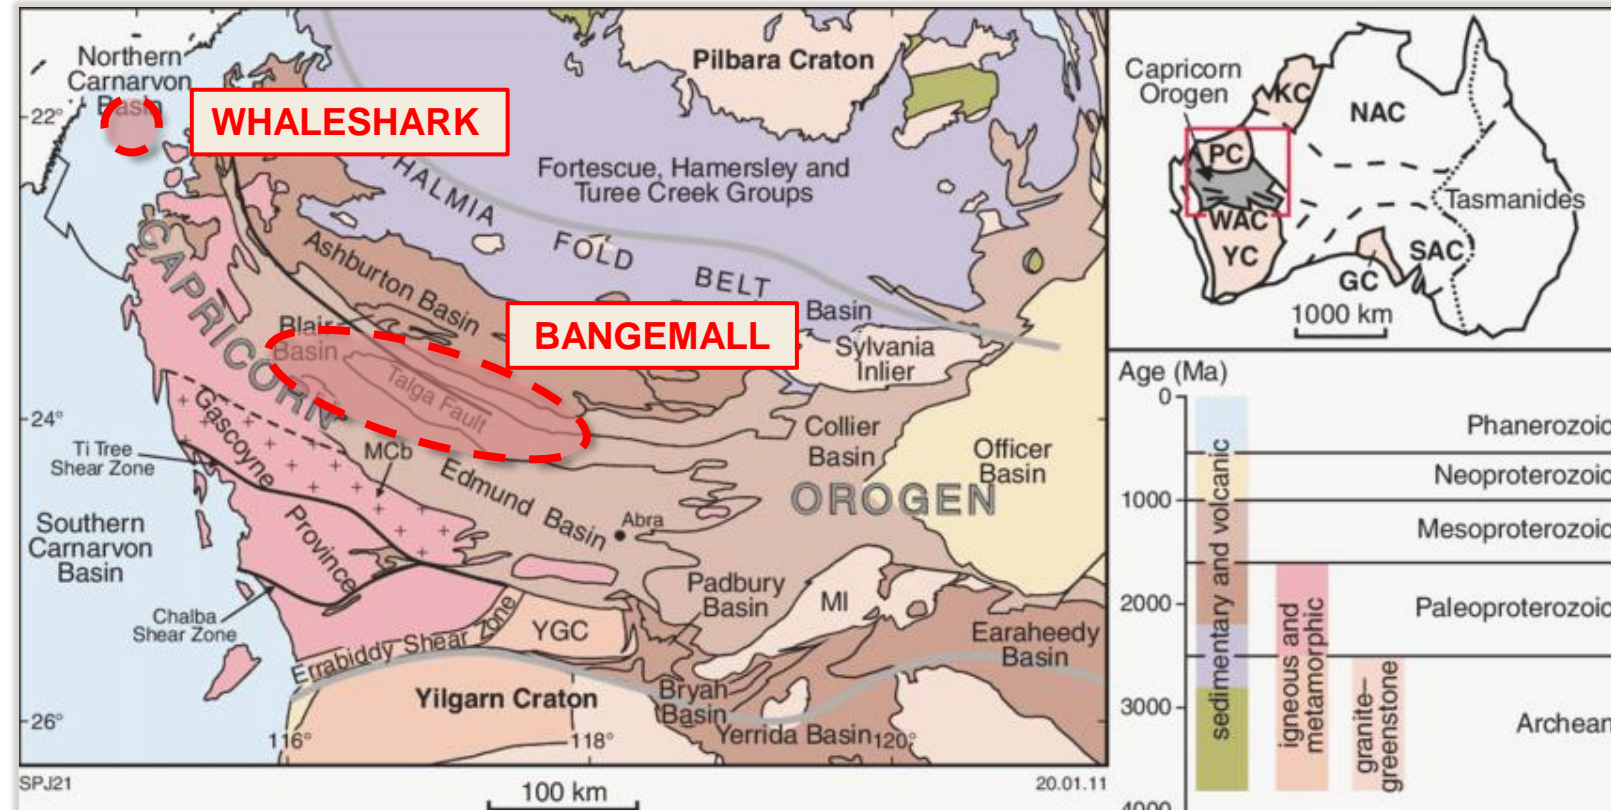 Northern
Carnarvon
Basin
22°
WHALESHARK
Pilbara Craton
Fortescue, Hamersley and
Turee Creek Groups
THALMIA
FOLD
BELT
CAPRICORN
OROGEN
Ashburton Basin
Blair
Basin
BANGEMALL
Basin
Sylvania
Inlier
Talga Fault
24°
Gascoyne
Province
Ti Tree
Shear Zone
MCb
Edmund Basin
Abra
Collier
Basin
Officer
Basin
Southern
Carnarvon
Basin
Chalba
Shear Zone
Errabiddy Shear Zone
YGC
Padbury
Basin
MI
Earaheedy
Basin
Yilgarn Craton
Bryah
Basin
Yerrida Basin
26°
116°
118°
120°
SPJ21
100 km
20.01.11
Capricorn
Orogen
KC
NAC
PC
WAC
YC
GC
SAC
Tasmanides
1000 km
Age (Ma)
0
1000
2000
3000
4000
sedimentary and volcanic
igneous and
metamorphic
granite–
greenstone
Phanerozoic
Neoproterozoic
Mesoproterozoic
Paleoproterozoic
Archean